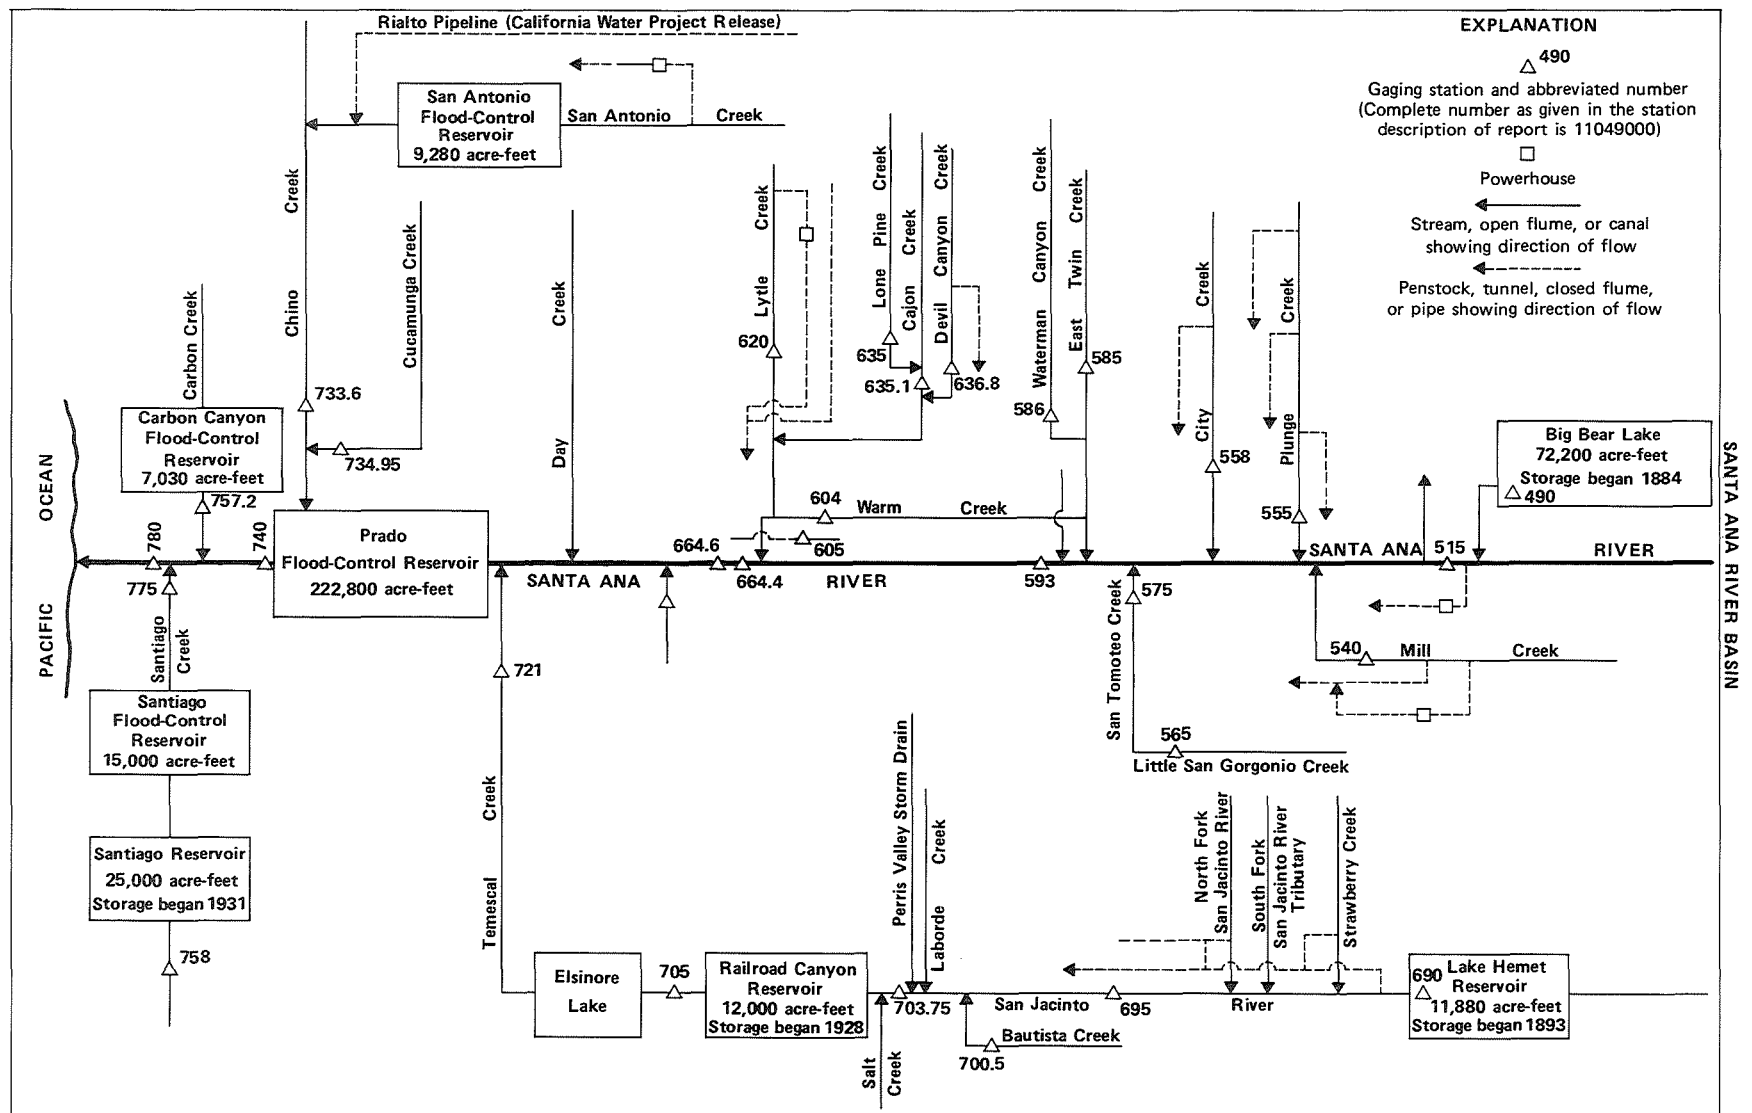 Rialto Pipeline (California Water Project Release)
EXPLANATION
490
Gaging station and abbreviated number
(Complete number as given in the station
description of report is 11049000)
Powerhouse
Stream, open flume, or canal
showing direction of flow
Penstock, tunnel, closed flume,
or pipe showing direction of flow
San Antonio
Flood-Control
Reservoir
9,280 acre-feet
San Antonio Creek
Chino Creek
Cucamunga Creek
Carbon Creek
Day Creek
Lytle Creek
Lone Pine Creek
Cajon Creek
Devil Canyon Creek
Waterman Canyon Creek
East Twin Creek
City Creek
Plunge Creek
620
635
635.1
636.8
585
586
558
555
733.6
734.95
Carbon Canyon
Flood-Control
Reservoir
7,030 acre-feet
757.2
Big Bear Lake
72,200 acre-feet
Storage began 1884
490
604
Warm Creek
605
PACIFIC OCEAN
780
740
775
Prado
Flood-Control Reservoir
222,800 acre-feet
SANTA ANA RIVER
664.6
664.4
593
SANTA ANA RIVER
515
SANTA ANA RIVER BASIN
575
San Tomoteo Creek
540
Mill Creek
565
Little San Gorgonio Creek
Santiago
Creek
Santiago
Flood-Control
Reservoir
15,000 acre-feet
Santiago Reservoir
25,000 acre-feet
Storage began 1931
758
721
Temescal Creek
Elsinore
Lake
705
Railroad Canyon
Reservoir
12,000 acre-feet
Storage began 1928
Perris Valley Storm Drain
Laborde Creek
703.75
San Jacinto River
695
North Fork
San Jacinto River
South Fork
San Jacinto River
Tributary
Strawberry Creek
690
Lake Hemet
Reservoir
11,880 acre-feet
Storage began 1893
Salt
Creek
700.5
Bautista Creek